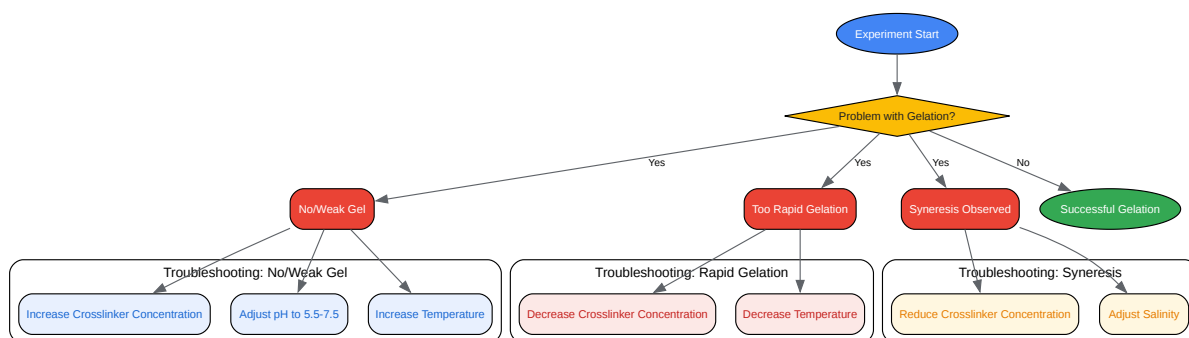 Experiment Start
Problem with Gelation?
Yes
Yes
Yes
No
No/Weak Gel
Too Rapid Gelation
Syneresis Observed
Successful Gelation
Troubleshooting: No/Weak Gel
Troubleshooting: Rapid Gelation
Troubleshooting: Syneresis
Increase Crosslinker Concentration
Adjust pH to 5.5-7.5
Increase Temperature
Decrease Crosslinker Concentration
Decrease Temperature
Reduce Crosslinker Concentration
Adjust Salinity